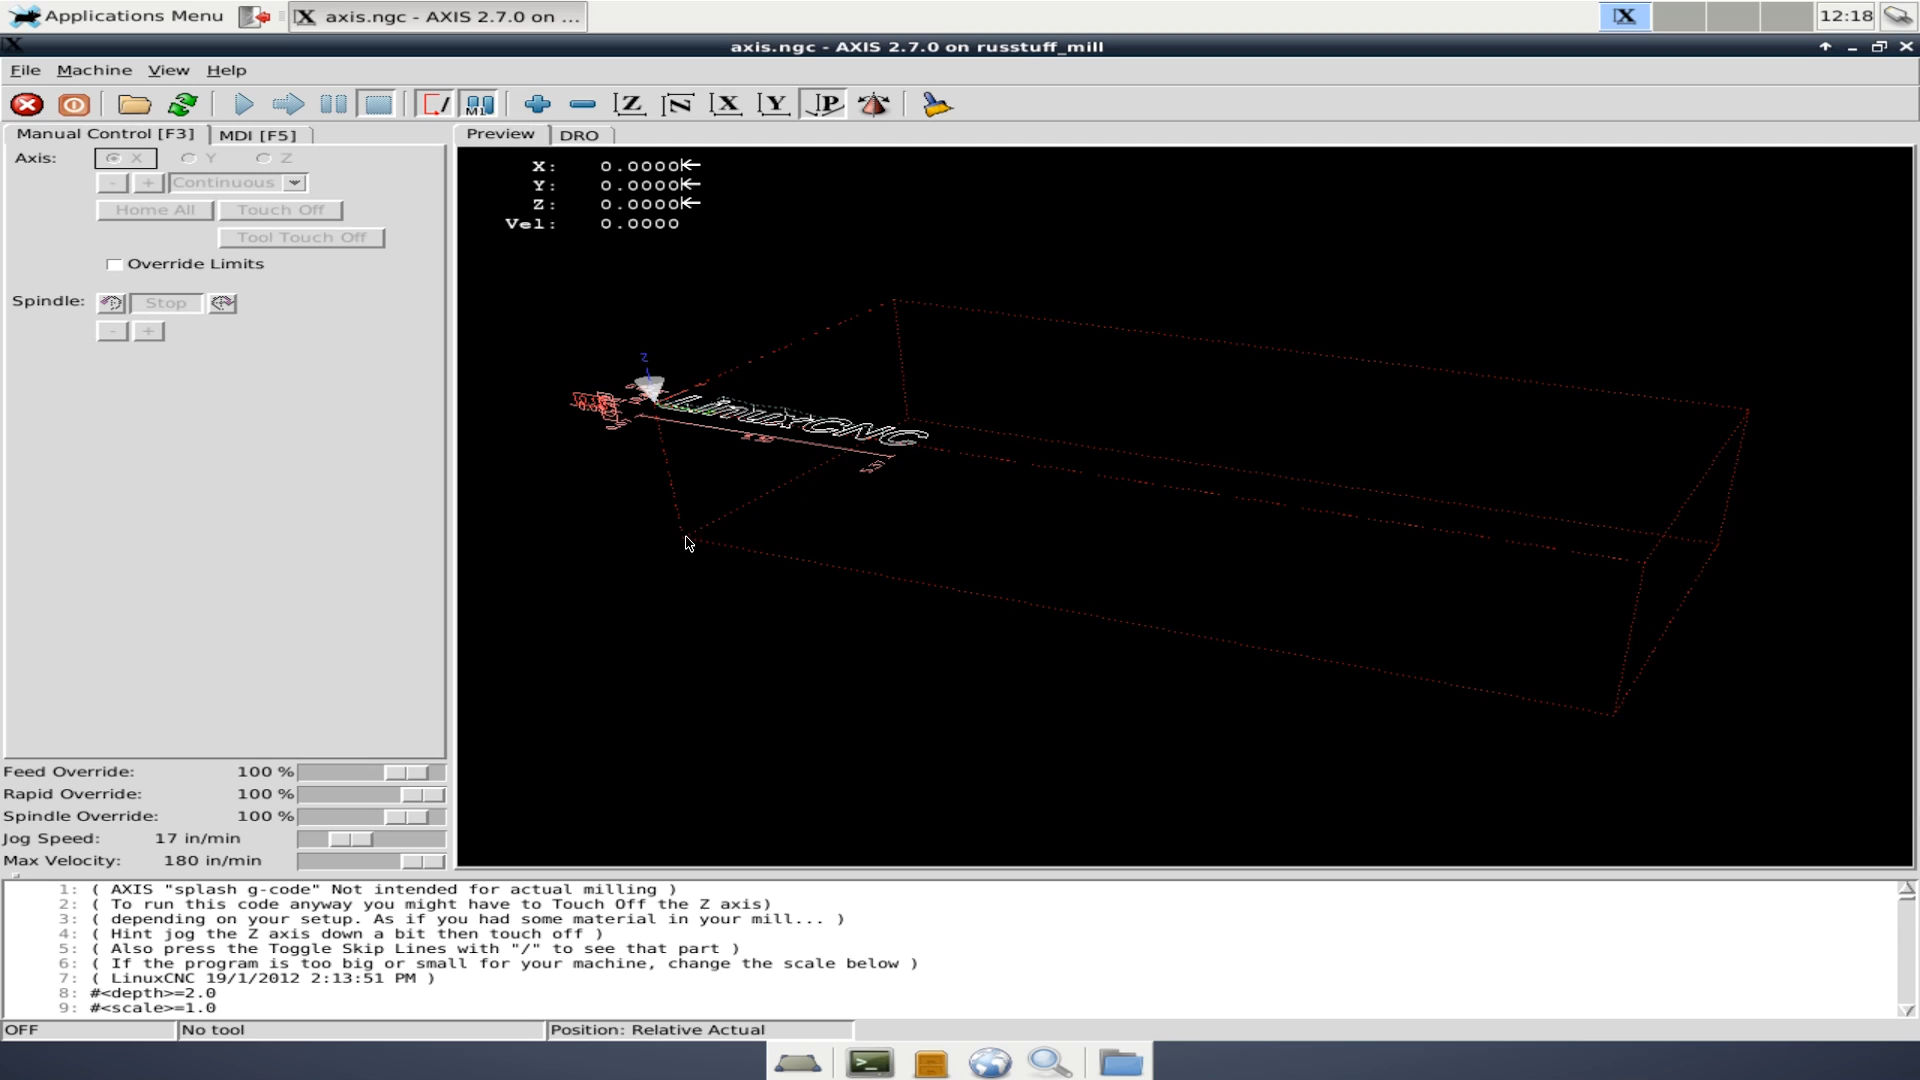 Applications Menu
axis.ngc - AXIS 2.7.0 on ...
12:18
axis.ngc - AXIS 2.7.0 on russtuff_mill
File Machine View Help
Manual Control [F3] MDI [F5]
Preview DRO
Axis: X Y Z
- + Continuous
Home All Touch Off
Tool Touch Off
Override Limits
Spindle: Stop
- +
X: 0.0000
Y: 0.0000
Z: 0.0000
Vel: 0.0000
Z
LinuxCNC
Feed Override: 100 %
Rapid Override: 100 %
Spindle Override: 100 %
Jog Speed: 17 in/min
Max Velocity: 180 in/min
1: ( AXIS "splash g-code" Not intended for actual milling )
2: ( To run this code anyway you might have to Touch Off the Z axis)
3: ( depending on your setup. As if you had some material in your mill... )
4: ( Hint jog the Z axis down a bit then touch off )
5: ( Also press the Toggle Skip Lines with "/" to see that part )
6: ( If the program is too big or small for your machine, change the scale below )
7: ( LinuxCNC 19/1/2012 2:13:51 PM )
8: #<depth>=2.0
9: #<scale>=1.0
OFF No tool Position: Relative Actual